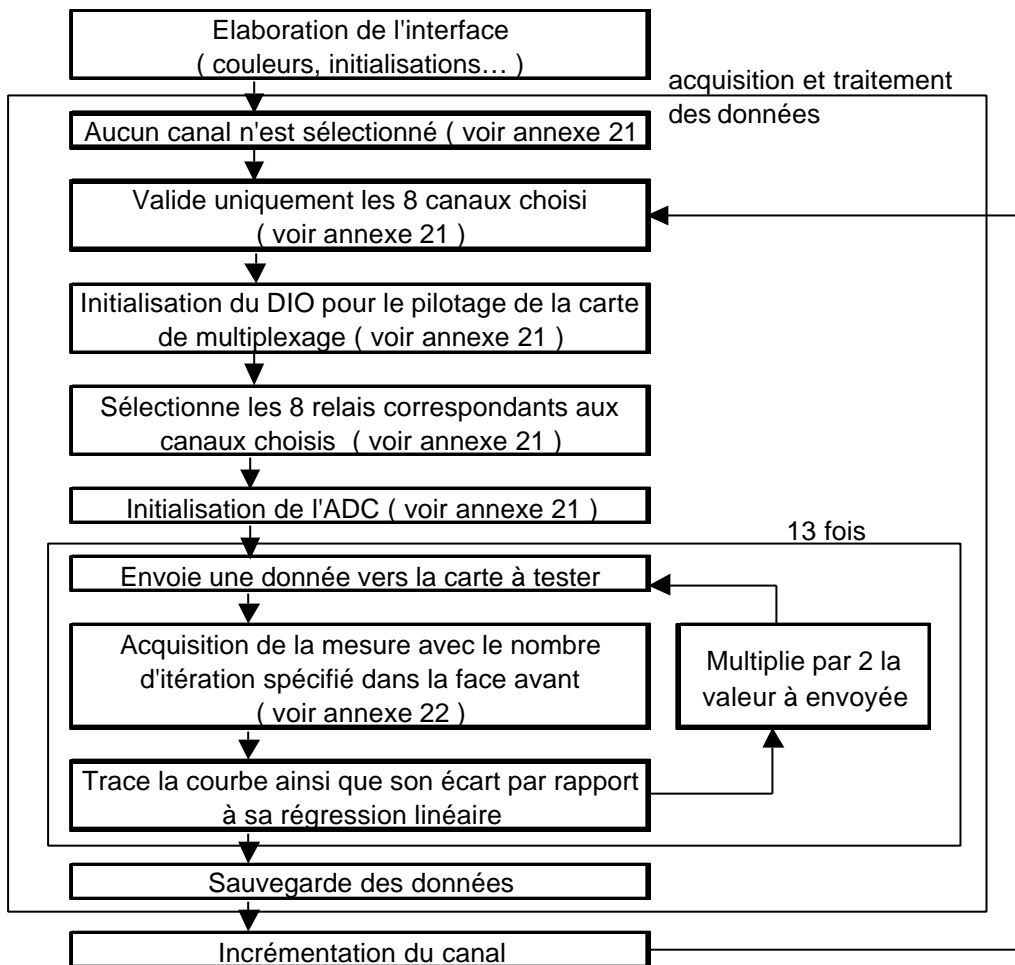 Elaboration de l'interface
( couleurs, initialisations… )
acquisition et traitement
des données
Aucun canal n'est sélectionné ( voir annexe 21
Valide uniquement les 8 canaux choisi
( voir annexe 21 )
Initialisation du DIO pour le pilotage de la carte
de multiplexage ( voir annexe 21 )
Sélectionne les 8 relais correspondants aux
canaux choisis ( voir annexe 21 )
Initialisation de l'ADC ( voir annexe 21 )
13 fois
Envoie une donnée vers la carte à tester
Acquisition de la mesure avec le nombre
d'itération spécifié dans la face avant
( voir annexe 22 )
Multiplie par 2 la
valeur à envoyée
Trace la courbe ainsi que son écart par rapport
à sa régression linéaire
Sauvegarde des données
Incrémentation du canal